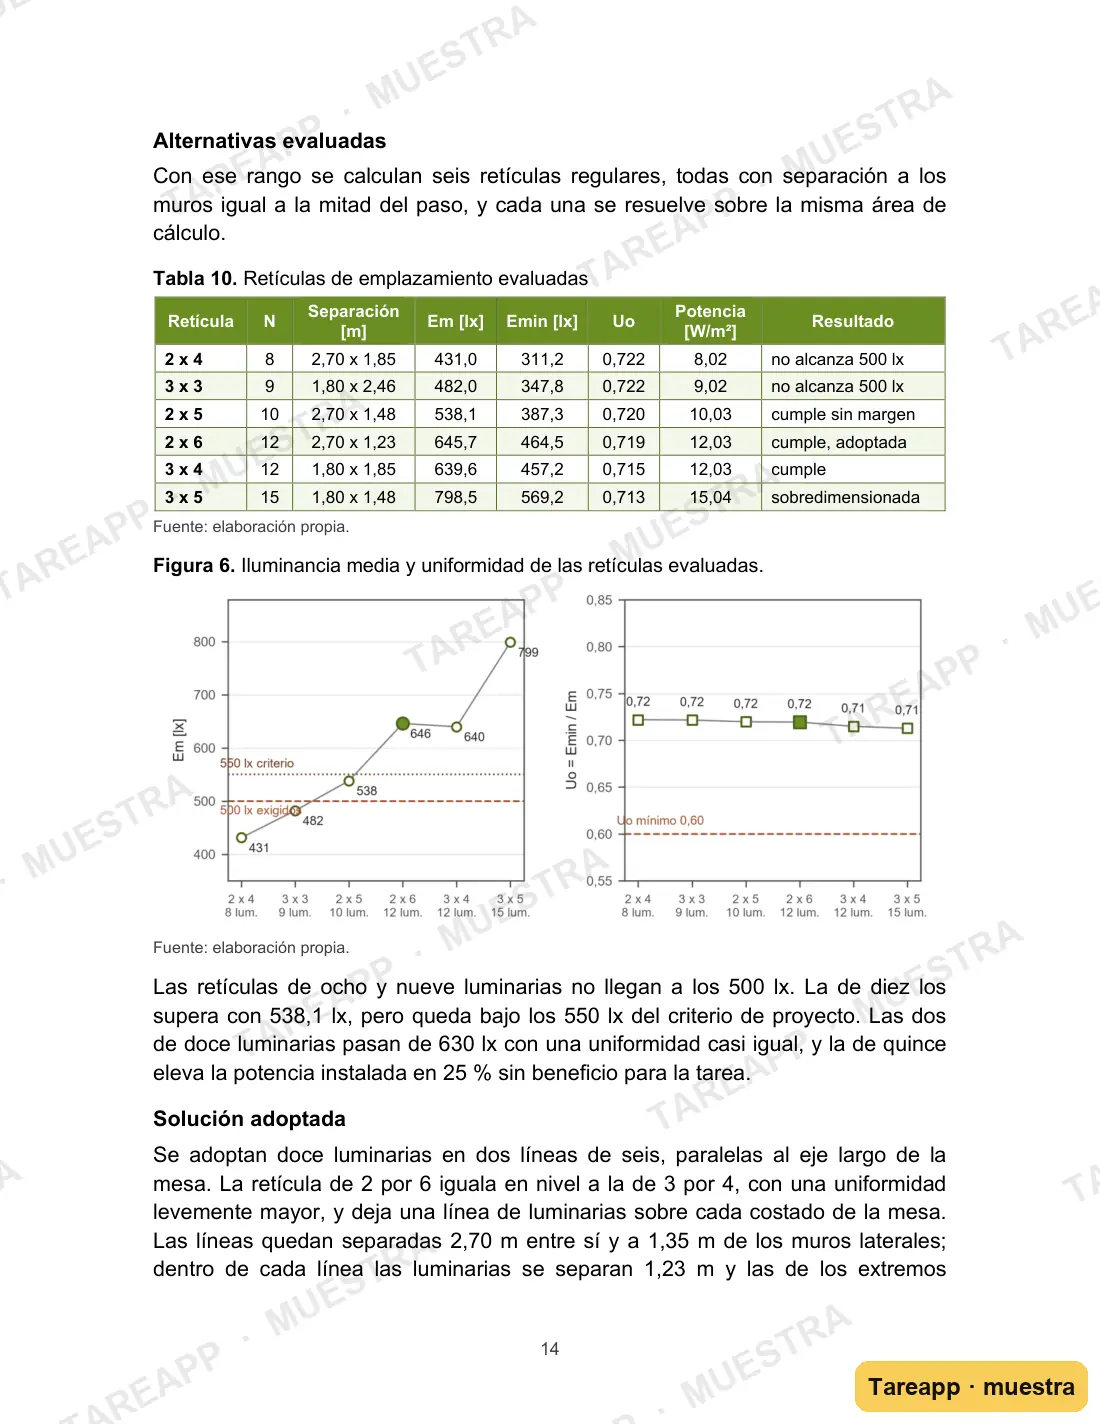 Alternativas evaluadas
Con ese rango se calculan seis retículas regulares, todas con separación a los
muros igual a la mitad del paso, y cada una se resuelve sobre la misma área de
cálculo.
Tabla 10. Retículas de emplazamiento evaluadas
Retícula N Separación [m] Em [lx] Emin [lx] Uo Potencia [W/m²] Resultado
2 x 4 8 2,70 x 1,85 431,0 311,2 0,722 8,02 no alcanza 500 lx
3 x 3 9 1,80 x 2,46 482,0 347,8 0,722 9,02 no alcanza 500 lx
2 x 5 10 2,70 x 1,48 538,1 387,3 0,720 10,03 cumple sin margen
2 x 6 12 2,70 x 1,23 645,7 464,5 0,719 12,03 cumple, adoptada
3 x 4 12 1,80 x 1,85 639,6 457,2 0,715 12,03 cumple
3 x 5 15 1,80 x 1,48 798,5 569,2 0,713 15,04 sobredimensionada
Fuente: elaboración propia.
Figura 6. Iluminancia media y uniformidad de las retículas evaluadas.
Em [lx]
800
700
600
500
400
550 lx criterio
500 lx exigidos
431
482
538
646
640
799
2 x 4 3 x 3 2 x 5 2 x 6 3 x 4 3 x 5
8 lum. 9 lum. 10 lum. 12 lum. 12 lum. 15 lum.
Uo = Emin / Em
0,85
0,80
0,75
0,70
0,65
0,60
0,55
0,72 0,72 0,72 0,72 0,71 0,71
Uo mínimo 0,60
2 x 4 3 x 3 2 x 5 2 x 6 3 x 4 3 x 5
8 lum. 9 lum. 10 lum. 12 lum. 12 lum. 15 lum.
Fuente: elaboración propia.
Las retículas de ocho y nueve luminarias no llegan a los 500 lx. La de diez los
supera con 538,1 lx, pero queda bajo los 550 lx del criterio de proyecto. Las dos
de doce luminarias pasan de 630 lx con una uniformidad casi igual, y la de quince
eleva la potencia instalada en 25 % sin beneficio para la tarea.
Solución adoptada
Se adoptan doce luminarias en dos líneas de seis, paralelas al eje largo de la
mesa. La retícula de 2 por 6 iguala en nivel a la de 3 por 4, con una uniformidad
levemente mayor, y deja una línea de luminarias sobre cada costado de la mesa.
Las líneas quedan separadas 2,70 m entre sí y a 1,35 m de los muros laterales;
dentro de cada línea las luminarias se separan 1,23 m y las de los extremos
14
Tareapp · muestra
TAREAPP · MUESTRA